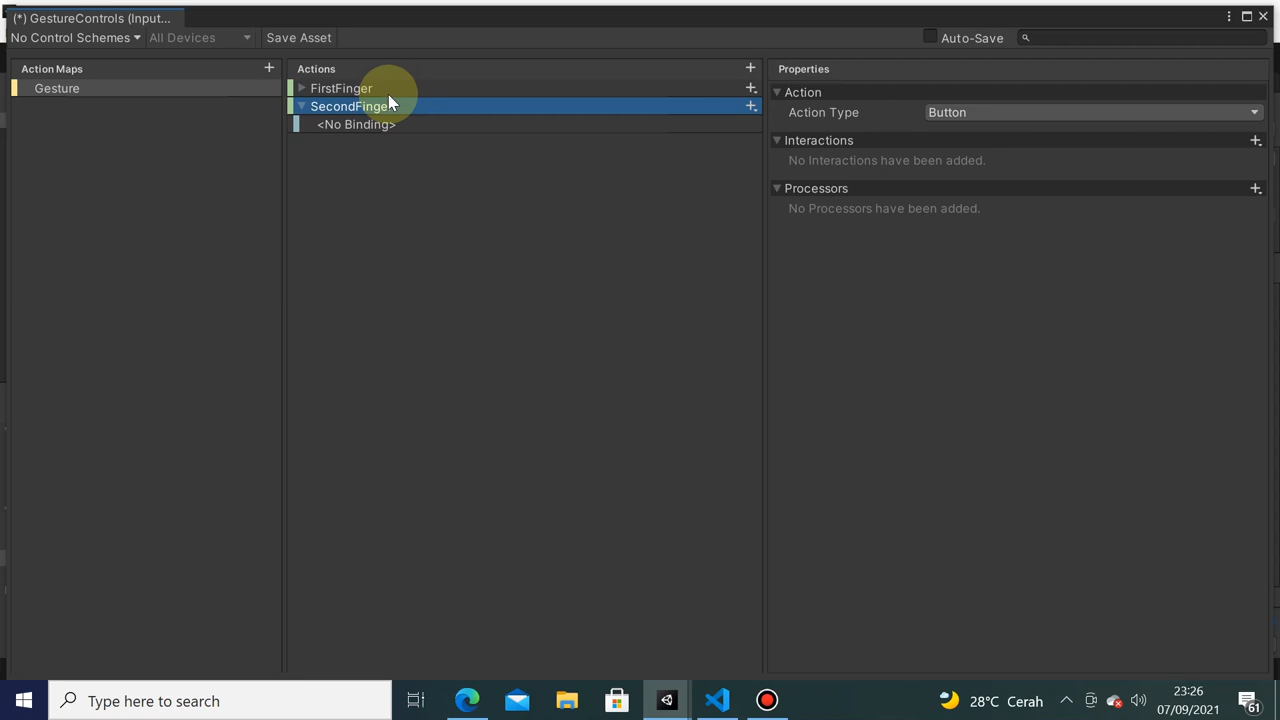 (*) GestureControls (Input...
No Control Schemes
All Devices
Save Asset
Auto-Save
Action Maps
Actions
Properties
Gesture
FirstFinger
SecondFinger
<No Binding>
Action
Action Type
Button
Interactions
No Interactions have been added.
Processors
No Processors have been added.
Type here to search
28°C Cerah
23:26
07/09/2021
61